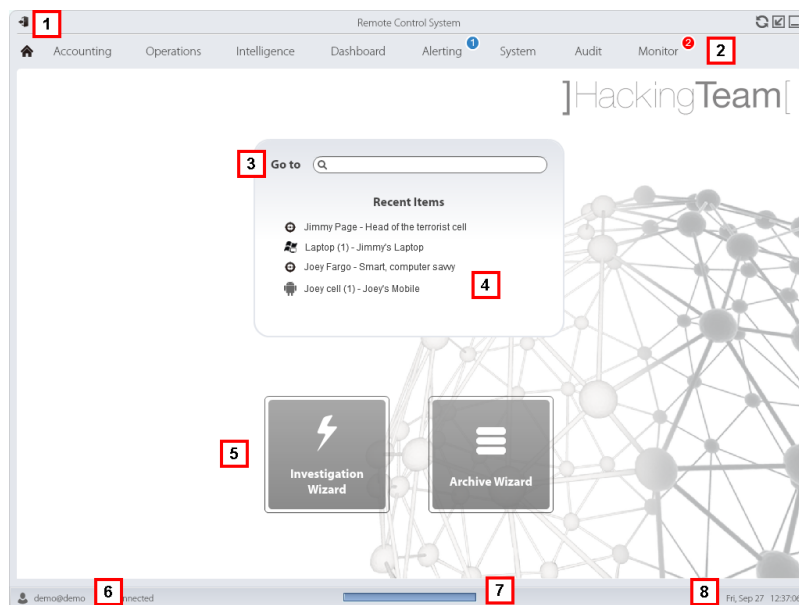 1
Remote Control System
Accounting Operations Intelligence Dashboard Alerting 1 System Audit Monitor 2 2
]HackingTeam[
3 Go to
Recent Items
Jimmy Page - Head of the terrorist cell
Laptop (1) - Jimmy's Laptop
Joey Fargo - Smart, computer savvy
Joey cell (1) - Joey's Mobile
4
5
Investigation
Wizard
Archive Wizard
demo@demo 6 nnected 7 8 Fri, Sep 27 12:37:06